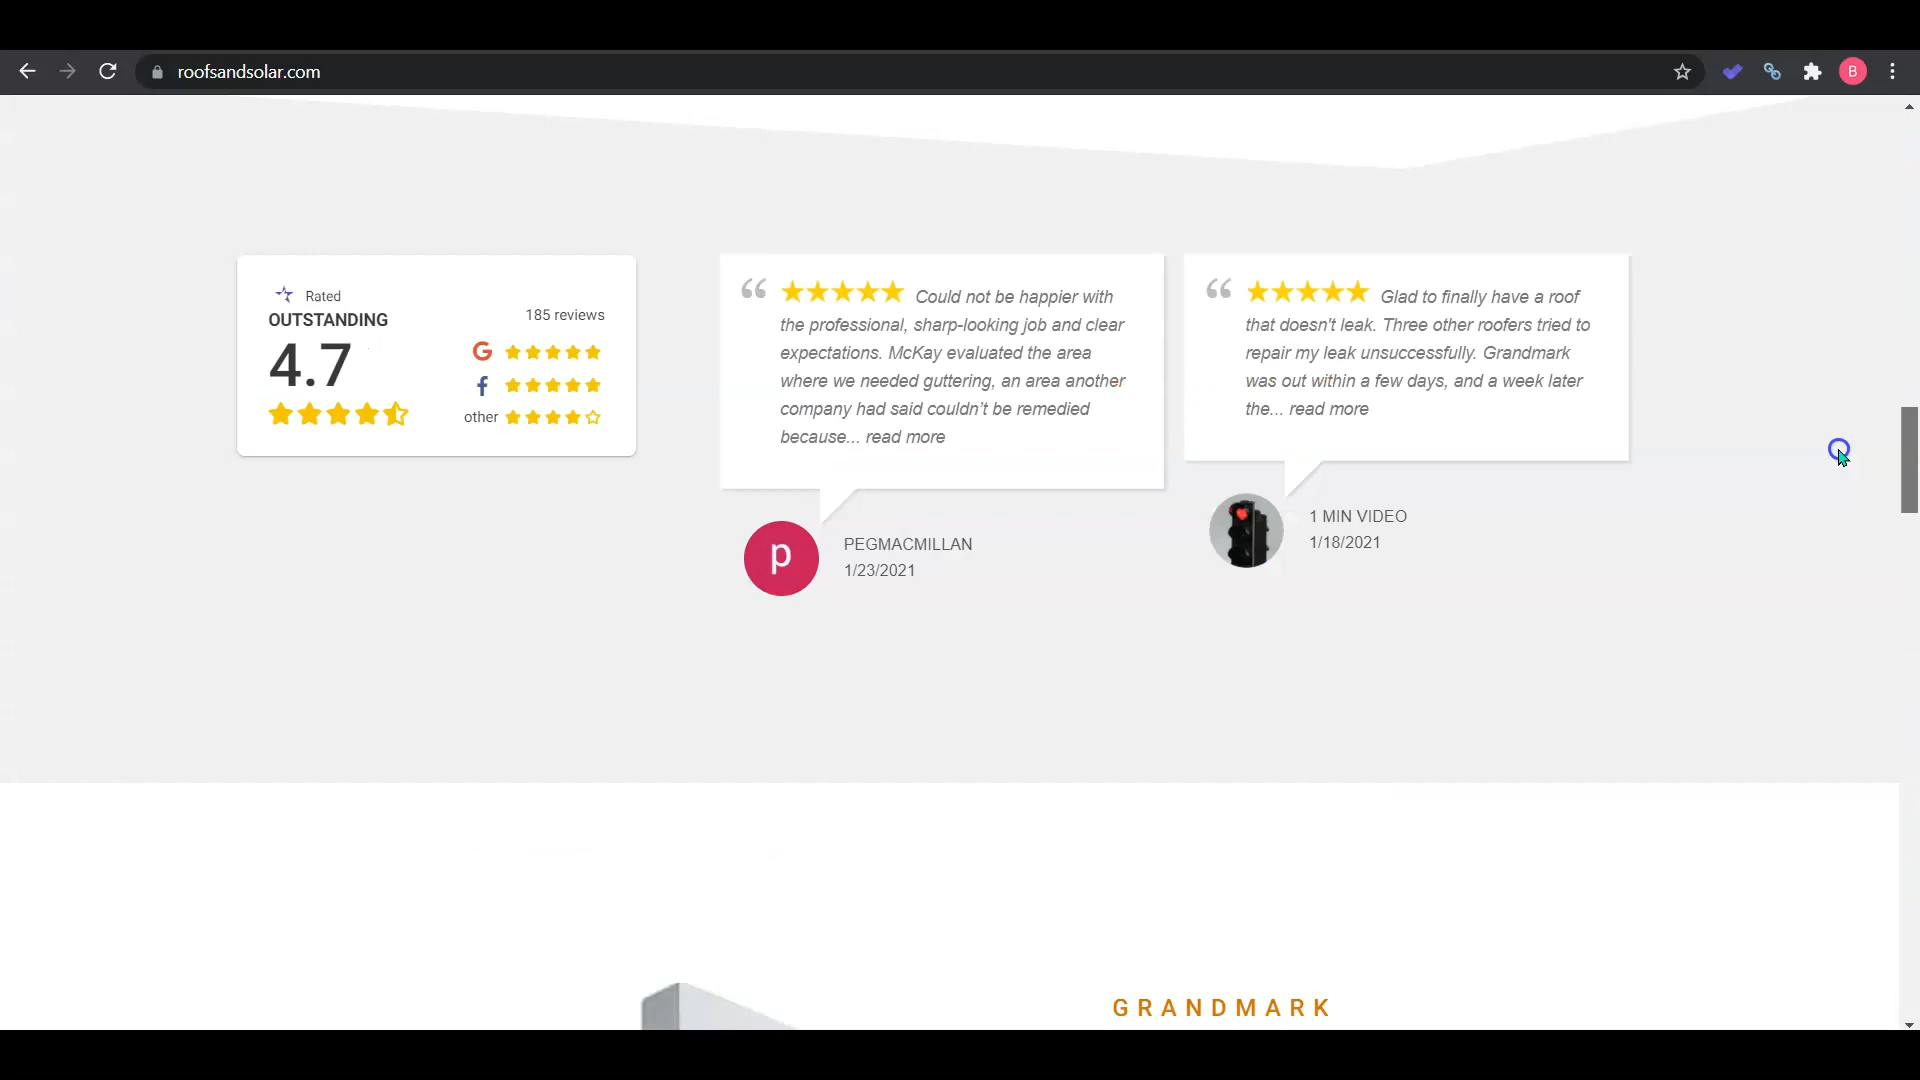 roofsandsolar.com
B
Rated
OUTSTANDING
4.7
185 reviews
G
f
other
“ Could not be happier with
the professional, sharp-looking job and clear
expectations. McKay evaluated the area
where we needed guttering, an area another
company had said couldn’t be remedied
because... read more
p
PEGMACMILLAN
1/23/2021
“ Glad to finally have a roof
that doesn't leak. Three other roofers tried to
repair my leak unsuccessfully. Grandmark
was out within a few days, and a week later
the... read more
1 MIN VIDEO
1/18/2021
GRANDMARK